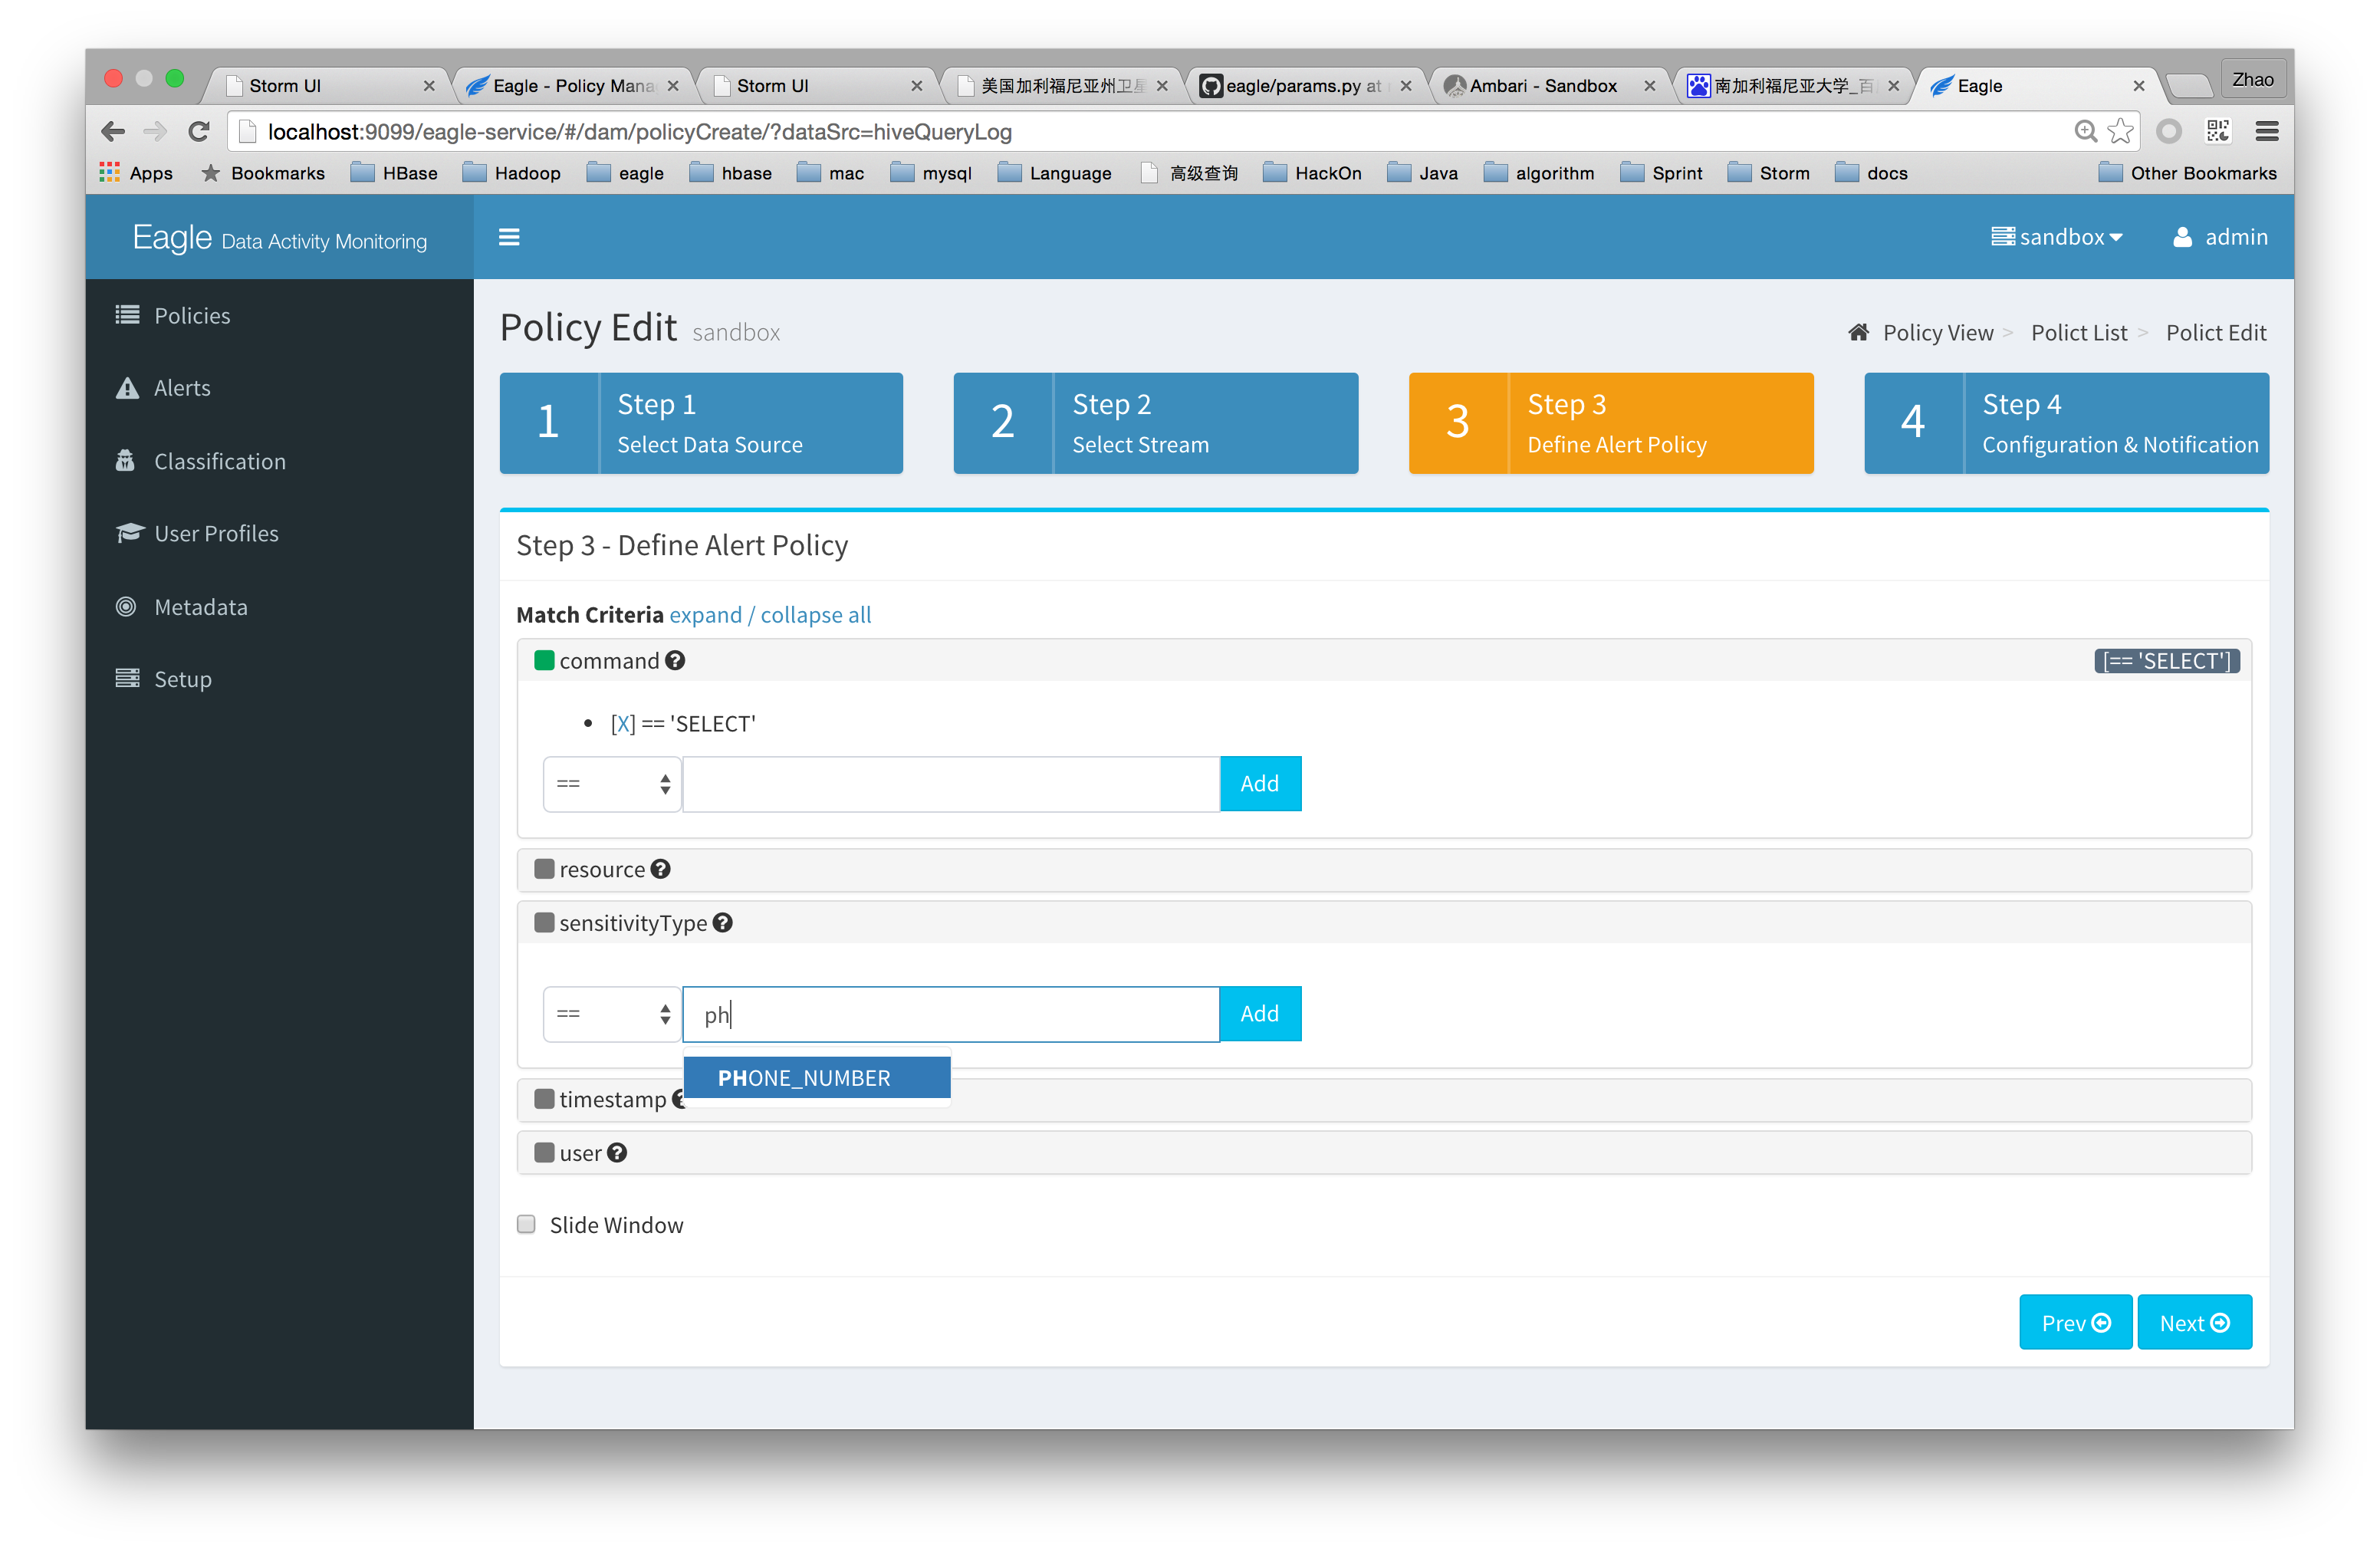 Storm UI
Eagle - Policy Mana
Storm UI
美国加利福尼亚州卫星
eagle/params.py at
Ambari - Sandbox
南加利福尼亚大学_百
Eagle
Zhao
localhost:9099/eagle-service/#/dam/policyCreate/?dataSrc=hiveQueryLog
Apps Bookmarks HBase Hadoop eagle hbase mac mysql Language 高级查询 HackOn Java algorithm Sprint Storm docs Other Bookmarks
Eagle Data Activity Monitoring
sandbox
admin
Policies
Alerts
Classification
User Profiles
Metadata
Setup
Policy Edit sandbox
Policy View > Polict List > Polict Edit
1
Step 1
Select Data Source
2
Step 2
Select Stream
3
Step 3
Define Alert Policy
4
Step 4
Configuration & Notification
Step 3 - Define Alert Policy
Match Criteria expand / collapse all
command
[== 'SELECT']
• [X] == 'SELECT'
== Add
resource
sensitivityType
== ph Add
PHONE_NUMBER
timestamp
user
Slide Window
Prev
Next